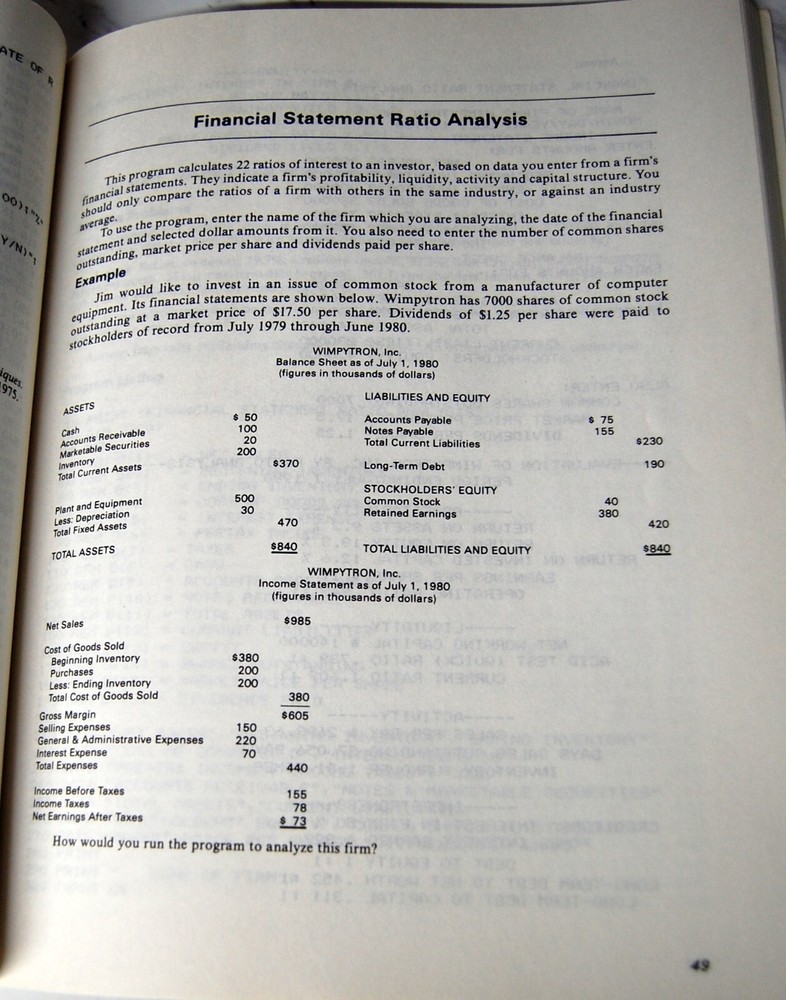 ATE OF R
00);"
Y/N)";
iques.
975.
Financial Statement Ratio Analysis
This program calculates 22 ratios of interest to an investor, based on data you enter from a firm's
financial statements. They indicate a firm's profitability, liquidity, activity and capital structure. You
should only compare the ratios of a firm with others in the same industry, or against an industry
average.
To use the program, enter the name of the firm which you are analyzing, the date of the financial
statement and selected dollar amounts from it. You also need to enter the number of common shares
outstanding, market price per share and dividends paid per share.
Example
Jim would like to invest in an issue of common stock from a manufacturer of computer
equipment. Its financial statements are shown below. Wimpytron has 7000 shares of common stock
outstanding at a market price of $17.50 per share. Dividends of $1.25 per share were paid to
stockholders of record from July 1979 through June 1980.
WIMPYTRON, Inc.
Balance Sheet as of July 1, 1980
(figures in thousands of dollars)
ASSETS
Cash $ 50
Accounts Receivable 100
Marketable Securities 20
Inventory 200
Total Current Assets $370
Plant and Equipment 500
Less: Depreciation 30
Total Fixed Assets 470
TOTAL ASSETS $840
LIABILITIES AND EQUITY
Accounts Payable $ 75
Notes Payable 155
Total Current Liabilities $230
Long-Term Debt 190
STOCKHOLDERS' EQUITY
Common Stock 40
Retained Earnings 380
420
TOTAL LIABILITIES AND EQUITY $840
WIMPYTRON, Inc.
Income Statement as of July 1, 1980
(figures in thousands of dollars)
Net Sales $985
Cost of Goods Sold
Beginning Inventory $380
Purchases 200
Less: Ending Inventory 200
Total Cost of Goods Sold 380
Gross Margin $605
Selling Expenses 150
General & Administrative Expenses 220
Interest Expense 70
Total Expenses 440
Income Before Taxes 155
Income Taxes 78
Net Earnings After Taxes $ 73
How would you run the program to analyze this firm?
49